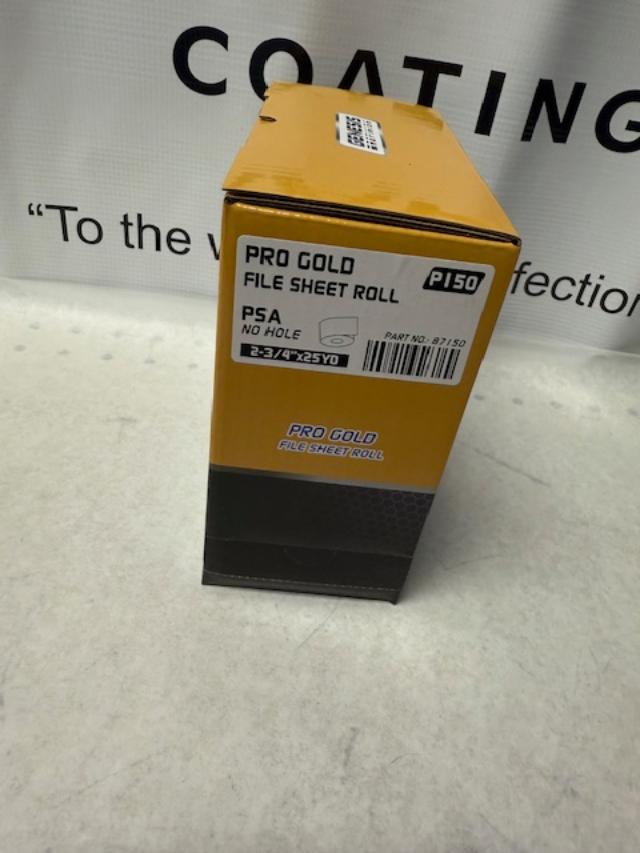 COATING
“To the
fection
GENESIS
PRO GOLD
P150
FILE SHEET ROLL
PSA
NO HOLE
PART NO.: 87150
2-3/4"x25YD
PRO GOLD
FILE SHEET ROLL